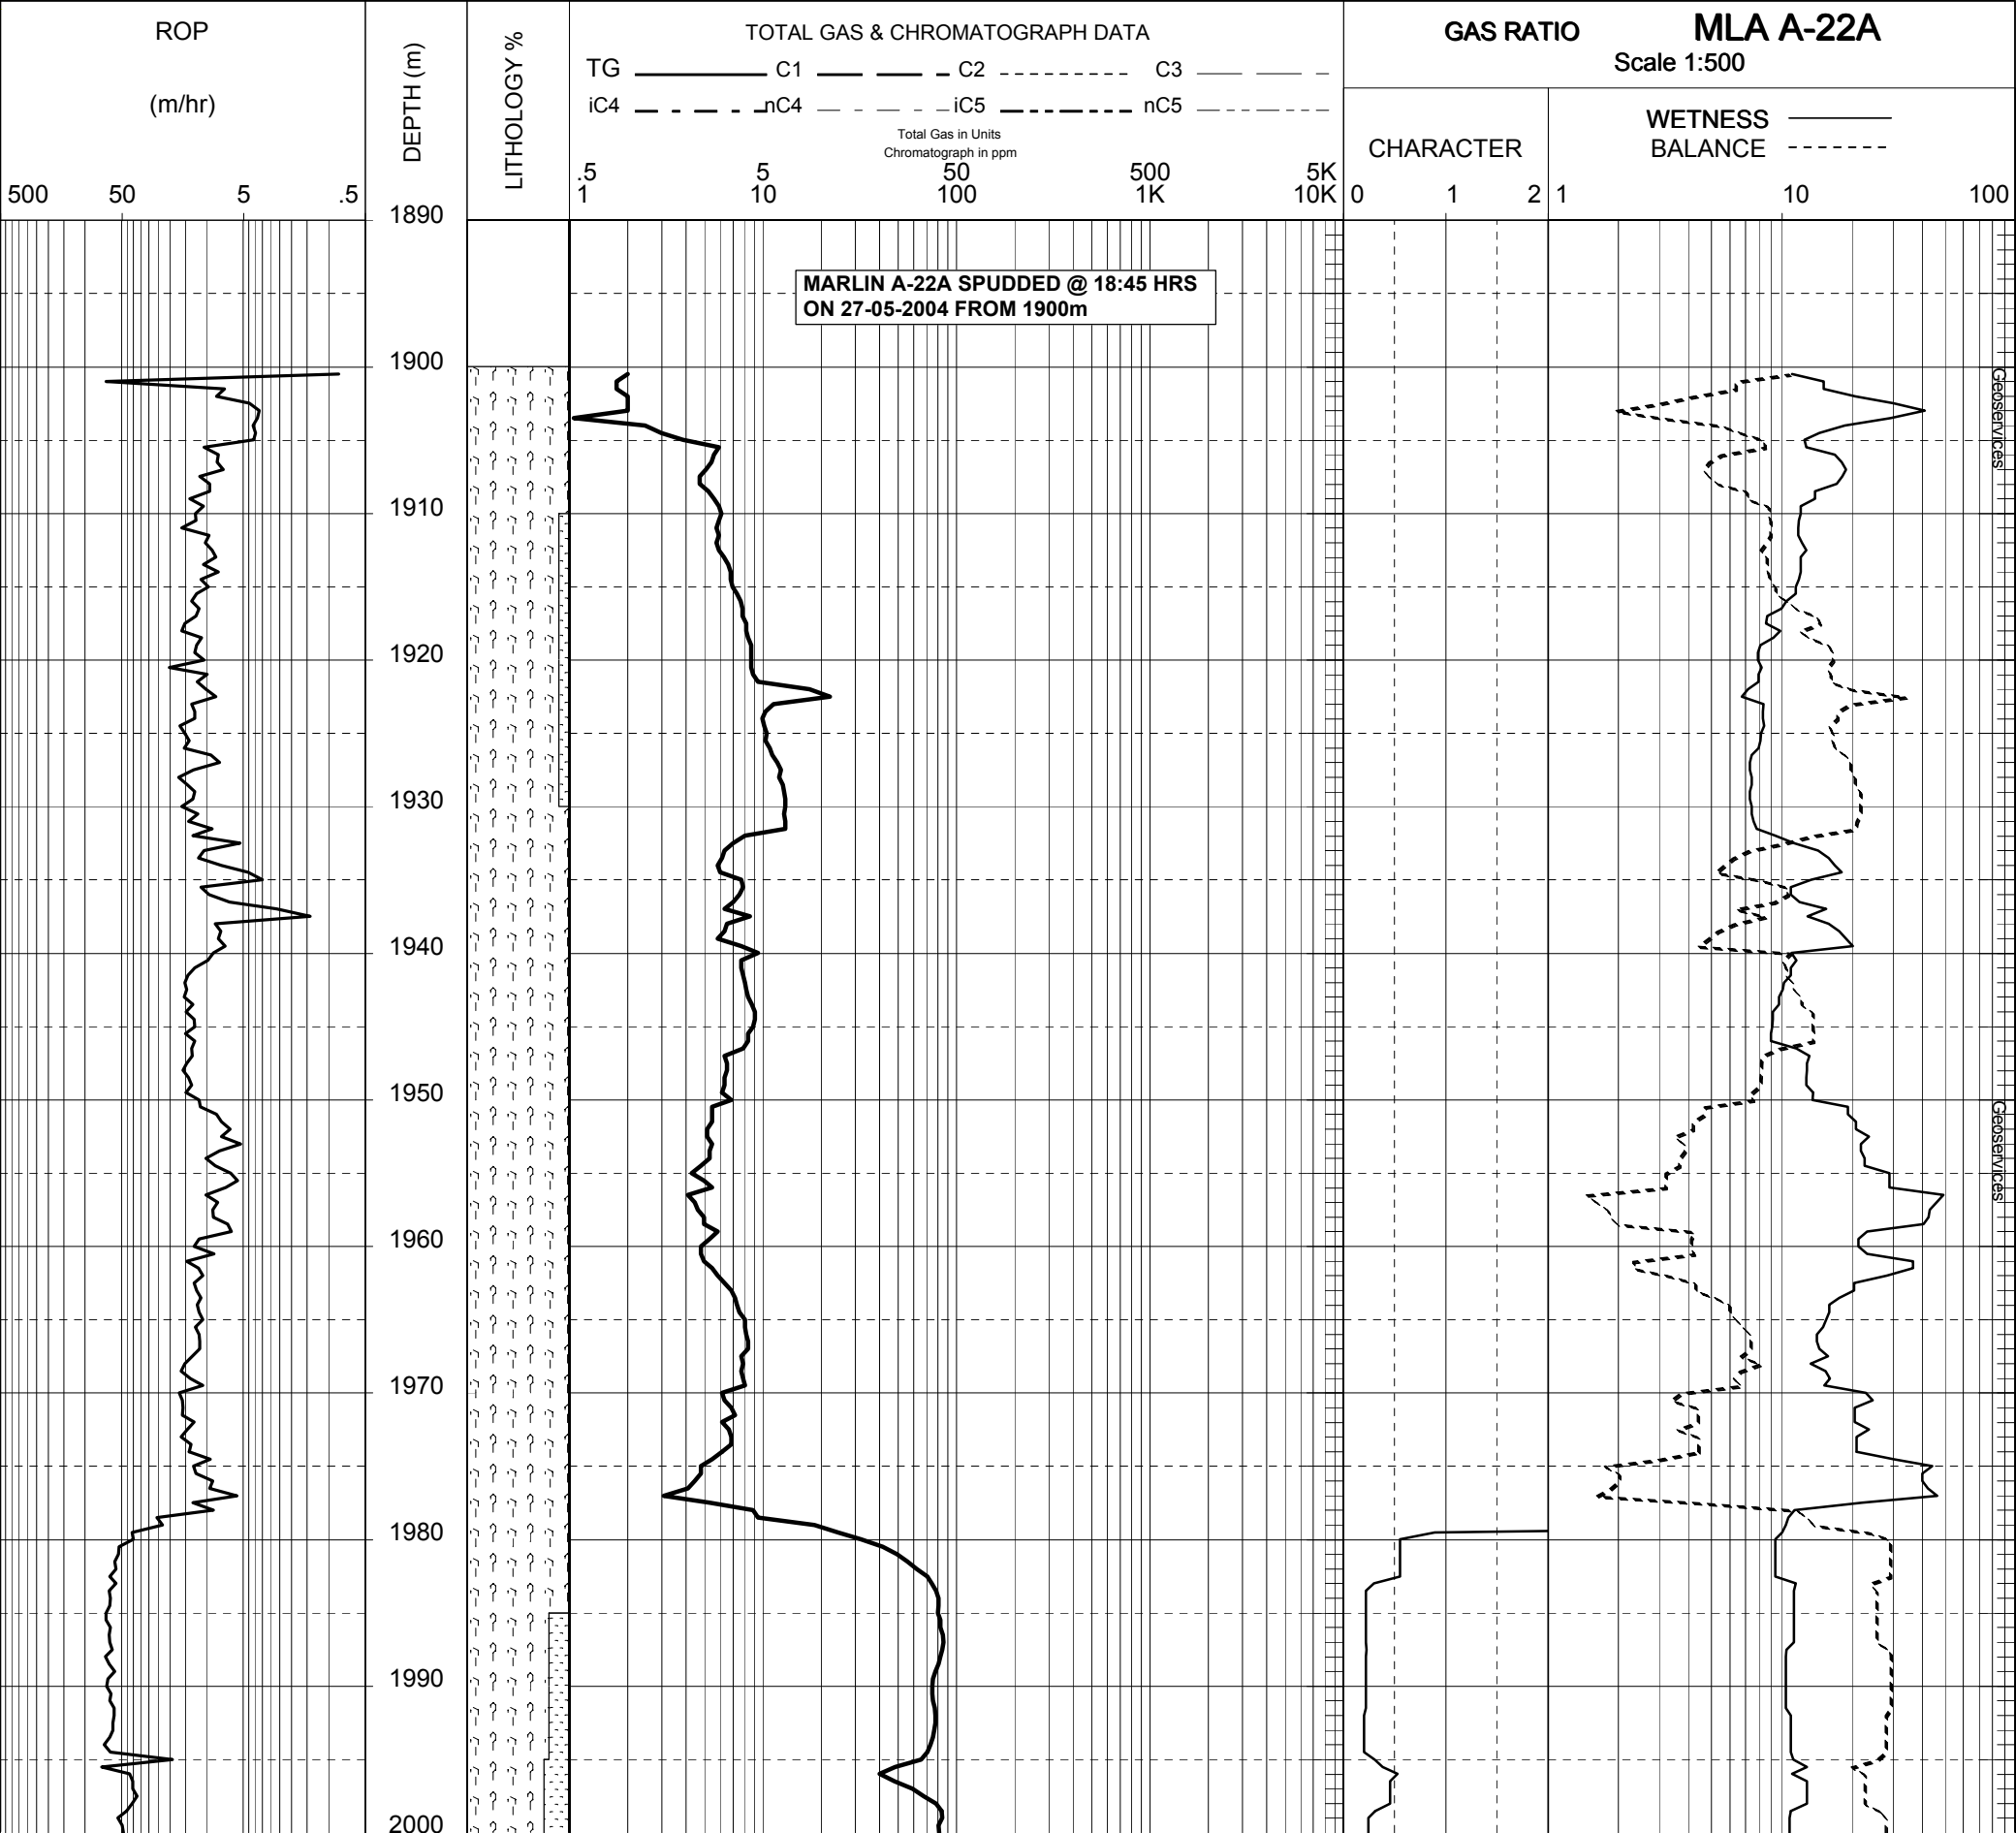 ROP
(m/hr)
500 50 5 .5
DEPTH (m)
LITHOLOGY %
TOTAL GAS & CHROMATOGRAPH DATA
TG C1 C2 C3
iC4 nC4 iC5 nC5
Total Gas in Units
Chromatograph in ppm
.5 5 50 500 5K
1 10 100 1K 10K
GAS RATIO MLA A-22A
Scale 1:500
CHARACTER
0 1 2
WETNESS
BALANCE
1 10 100
1890
MARLIN A-22A SPUDDED @ 18:45 HRS
ON 27-05-2004 FROM 1900m
1900
Geoservices
1910
1920
1930
1940
1950
Geoservices
1960
1970
1980
1990
2000